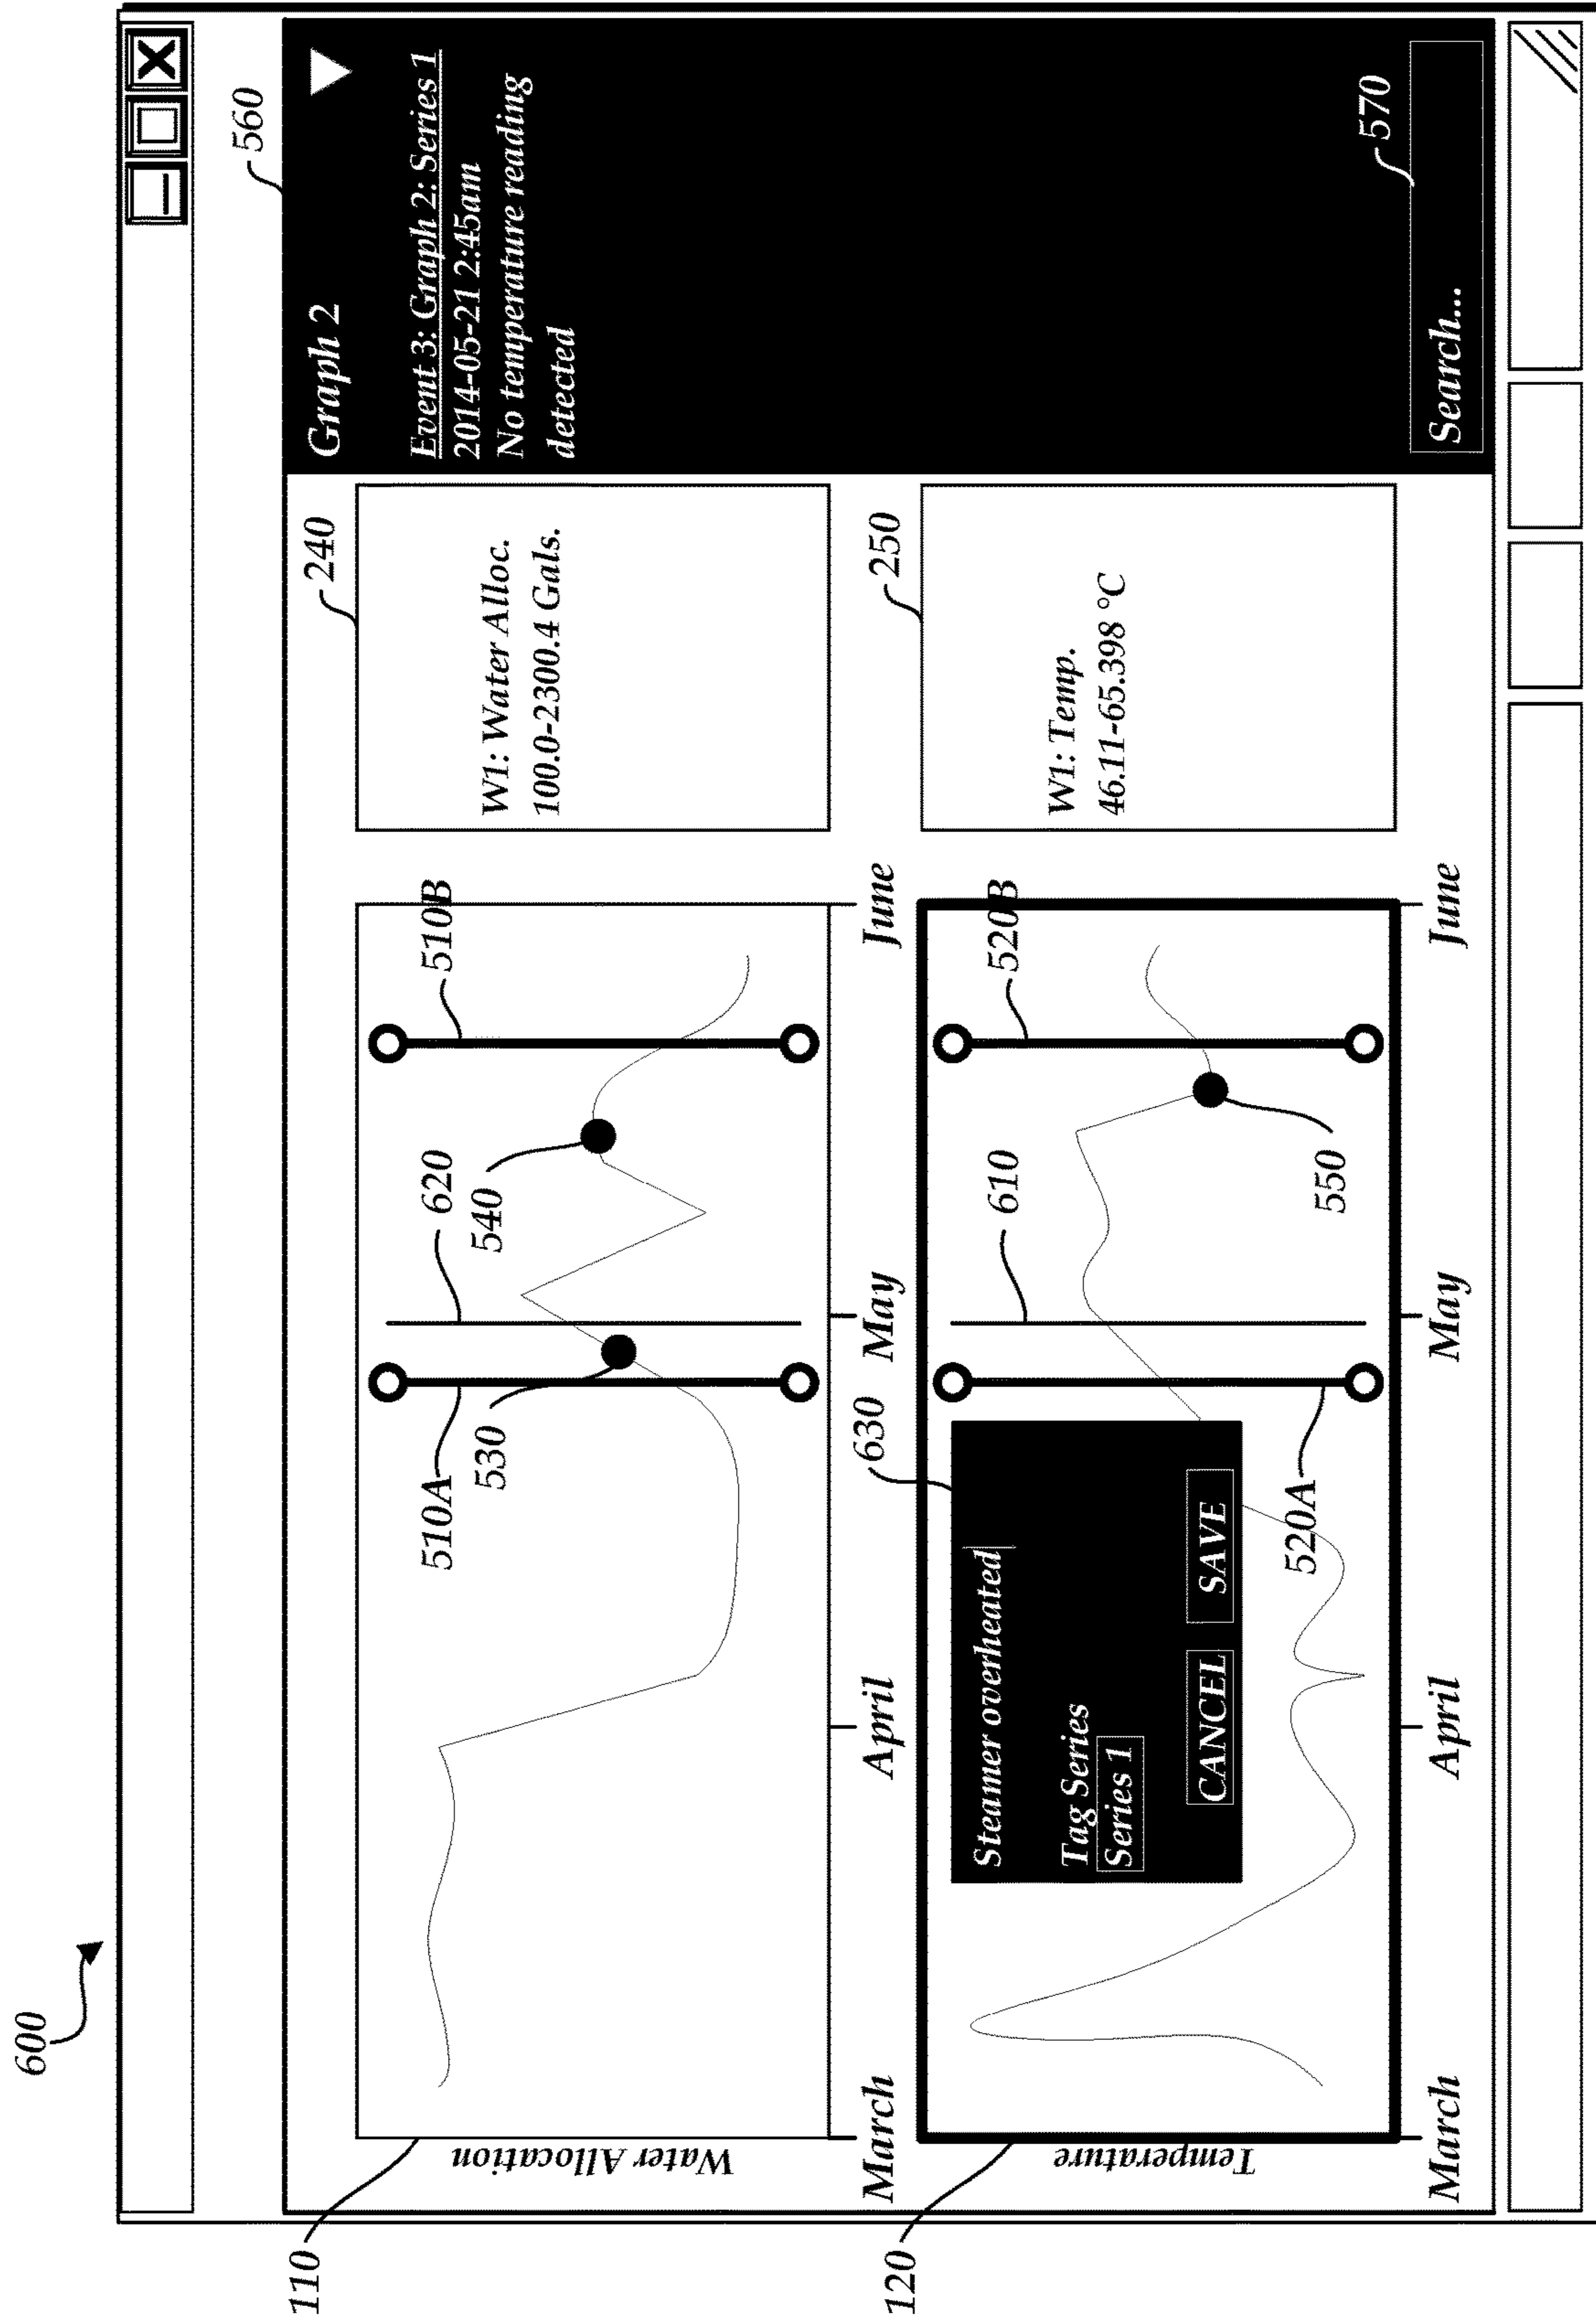 600
560
Graph 2
Event 3: Graph 2: Series 1
2014-05-21 2:45am
No temperature reading
detected
570
Search...
110
Water Allocation
510A
530
620
540
510B
March
April
May
June
240
W1: Water Alloc.
100.0-2300.4 Gals.
120
Temperature
630
Steamer overheated
Tag Series
Series 1
CANCEL
SAVE
520A
610
550
520B
March
April
May
June
250
W1: Temp.
46.11-65.398 °C